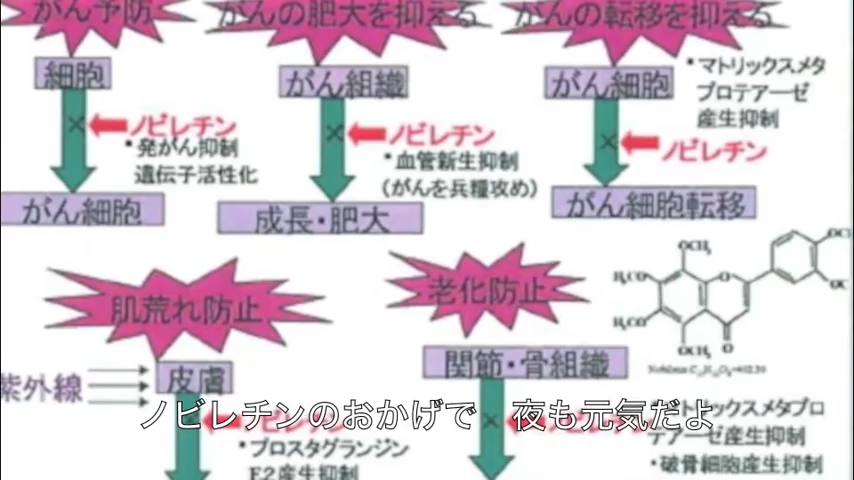 がん予防
がんの肥大を抑える
がんの転移を抑える
細胞
がん組織
がん細胞
・マトリックスメタ
プロテアーゼ
産生抑制
×
ノビレチン
×
ノビレチン
×
ノビレチン
・発がん抑制
遺伝子活性化
・血管新生抑制
(がんを兵糧攻め)
がん細胞
成長・肥大
がん細胞転移
肌荒れ防止
老化防止
OCH3
H3CO
H3CO
OCH3
O
O
関節・骨組織
紫外線
皮膚
×
ノビレチンのおかげで 夜も元気だよ
トリックスメタプロ
テアーゼ産生抑制
・プロスタグランジン
E2産生抑制
・破骨細胞産生抑制